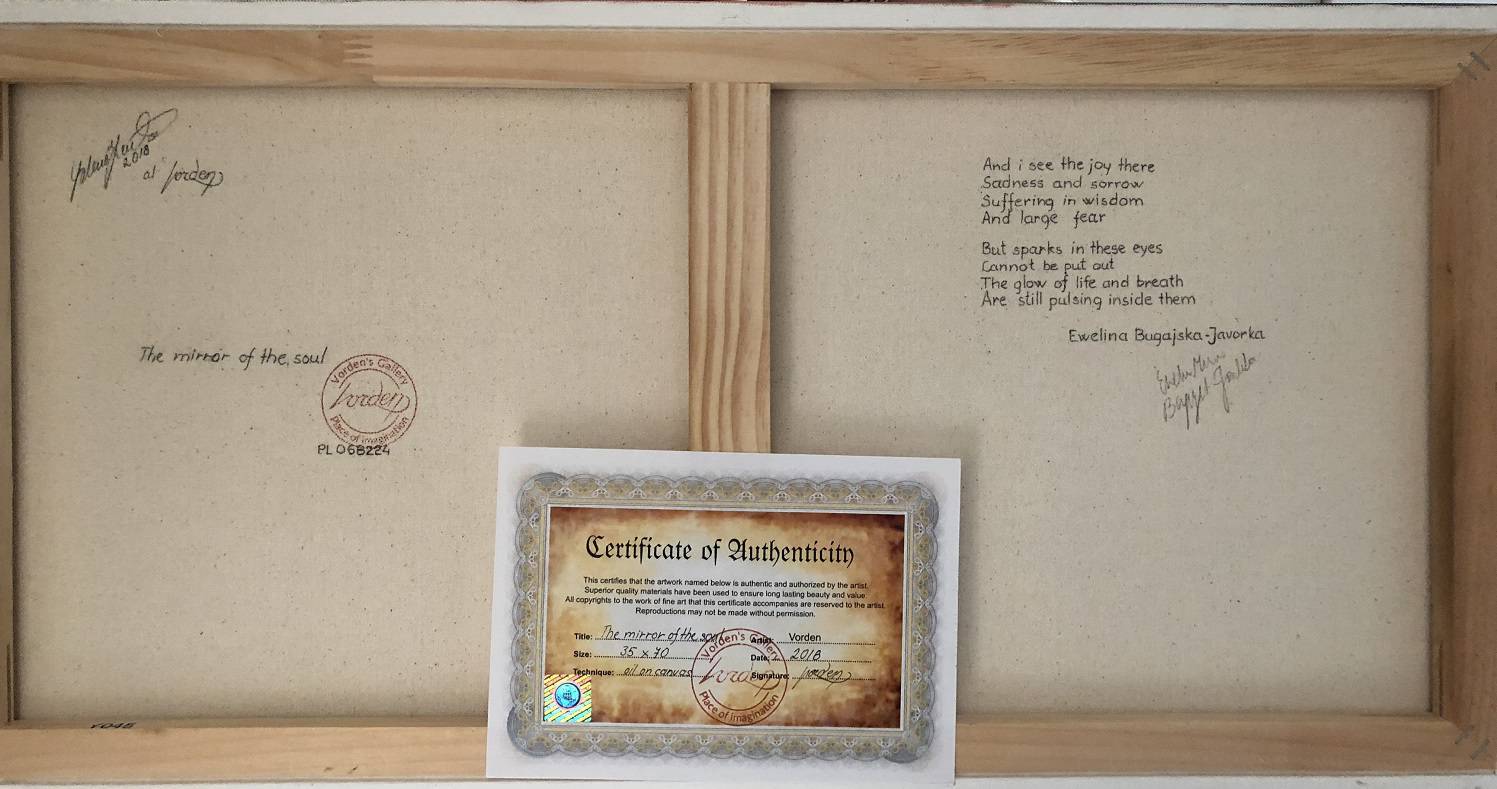 2018
al Vorden
The mirror of the soul
Vorden's Gallery
Vorden
Place of imagination
PL068224
And i see the joy there
Sadness and sorrow
Suffering in wisdom
And large fear
But sparks in these eyes
Cannot be put out
The glow of life and breath
Are still pulsing inside them
Ewelina Bugajska-Javorka
Certificate of Authenticity
This certifies that the artwork named below is authentic and authorized by the artist.
Superior quality materials have been used to ensure long lasting beauty and value.
All copyrights to the work of fine art that this certificate accompanies are reserved to the artist.
Reproductions may not be made without permission.
Title: The mirror of the soul Artist: Vorden
Size: 35 x 70 Date: 2018
Technique: oil on canvas Signature: Vorden
Vorden's Gallery
Vorden
Place of imagination